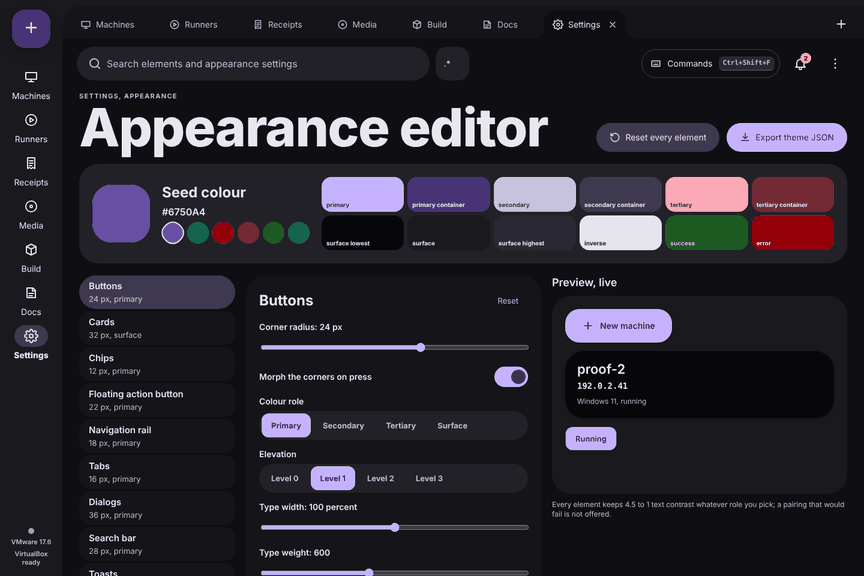 Machines
Runners
Receipts
Media
Build
Docs
Settings
VMware 17.6
VirtualBox
ready
Machines
Runners
Receipts
Media
Build
Docs
Settings
Search elements and appearance settings
.*
Commands
Ctrl+Shift+F
2
SETTINGS, APPEARANCE
Appearance editor
Reset every element
Export theme JSON
Seed colour
#6750A4
primary
primary container
secondary
secondary container
tertiary
tertiary container
surface lowest
surface
surface highest
inverse
success
error
Buttons
24 px, primary
Cards
32 px, surface
Chips
12 px, primary
Floating action button
22 px, primary
Navigation rail
18 px, primary
Tabs
16 px, primary
Dialogs
36 px, primary
Search bar
28 px, primary
Toasts
Buttons
Reset
Corner radius: 24 px
Morph the corners on press
Colour role
Primary
Secondary
Tertiary
Surface
Elevation
Level 0
Level 1
Level 2
Level 3
Type width: 100 percent
Type weight: 600
Preview, live
New machine
proof-2
192.0.2.41
Windows 11, running
Running
Every element keeps 4.5 to 1 text contrast whatever role you pick; a pairing that would
fail is not offered.